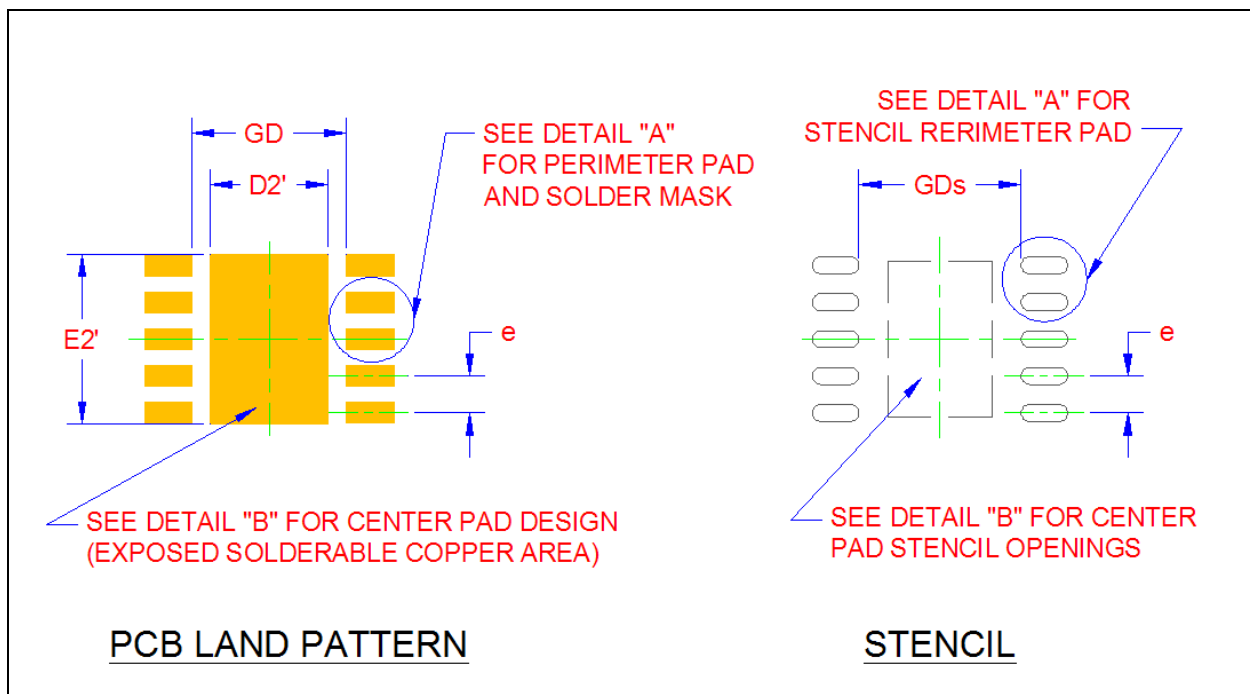 GD
D2'
SEE DETAIL "A"
FOR PERIMETER PAD
AND SOLDER MASK
E2'
e
SEE DETAIL "B" FOR CENTER PAD DESIGN
(EXPOSED SOLDERABLE COPPER AREA)
PCB LAND PATTERN
SEE DETAIL "A" FOR
STENCIL RERIMETER PAD
GDs
e
SEE DETAIL "B" FOR CENTER
PAD STENCIL OPENINGS
STENCIL